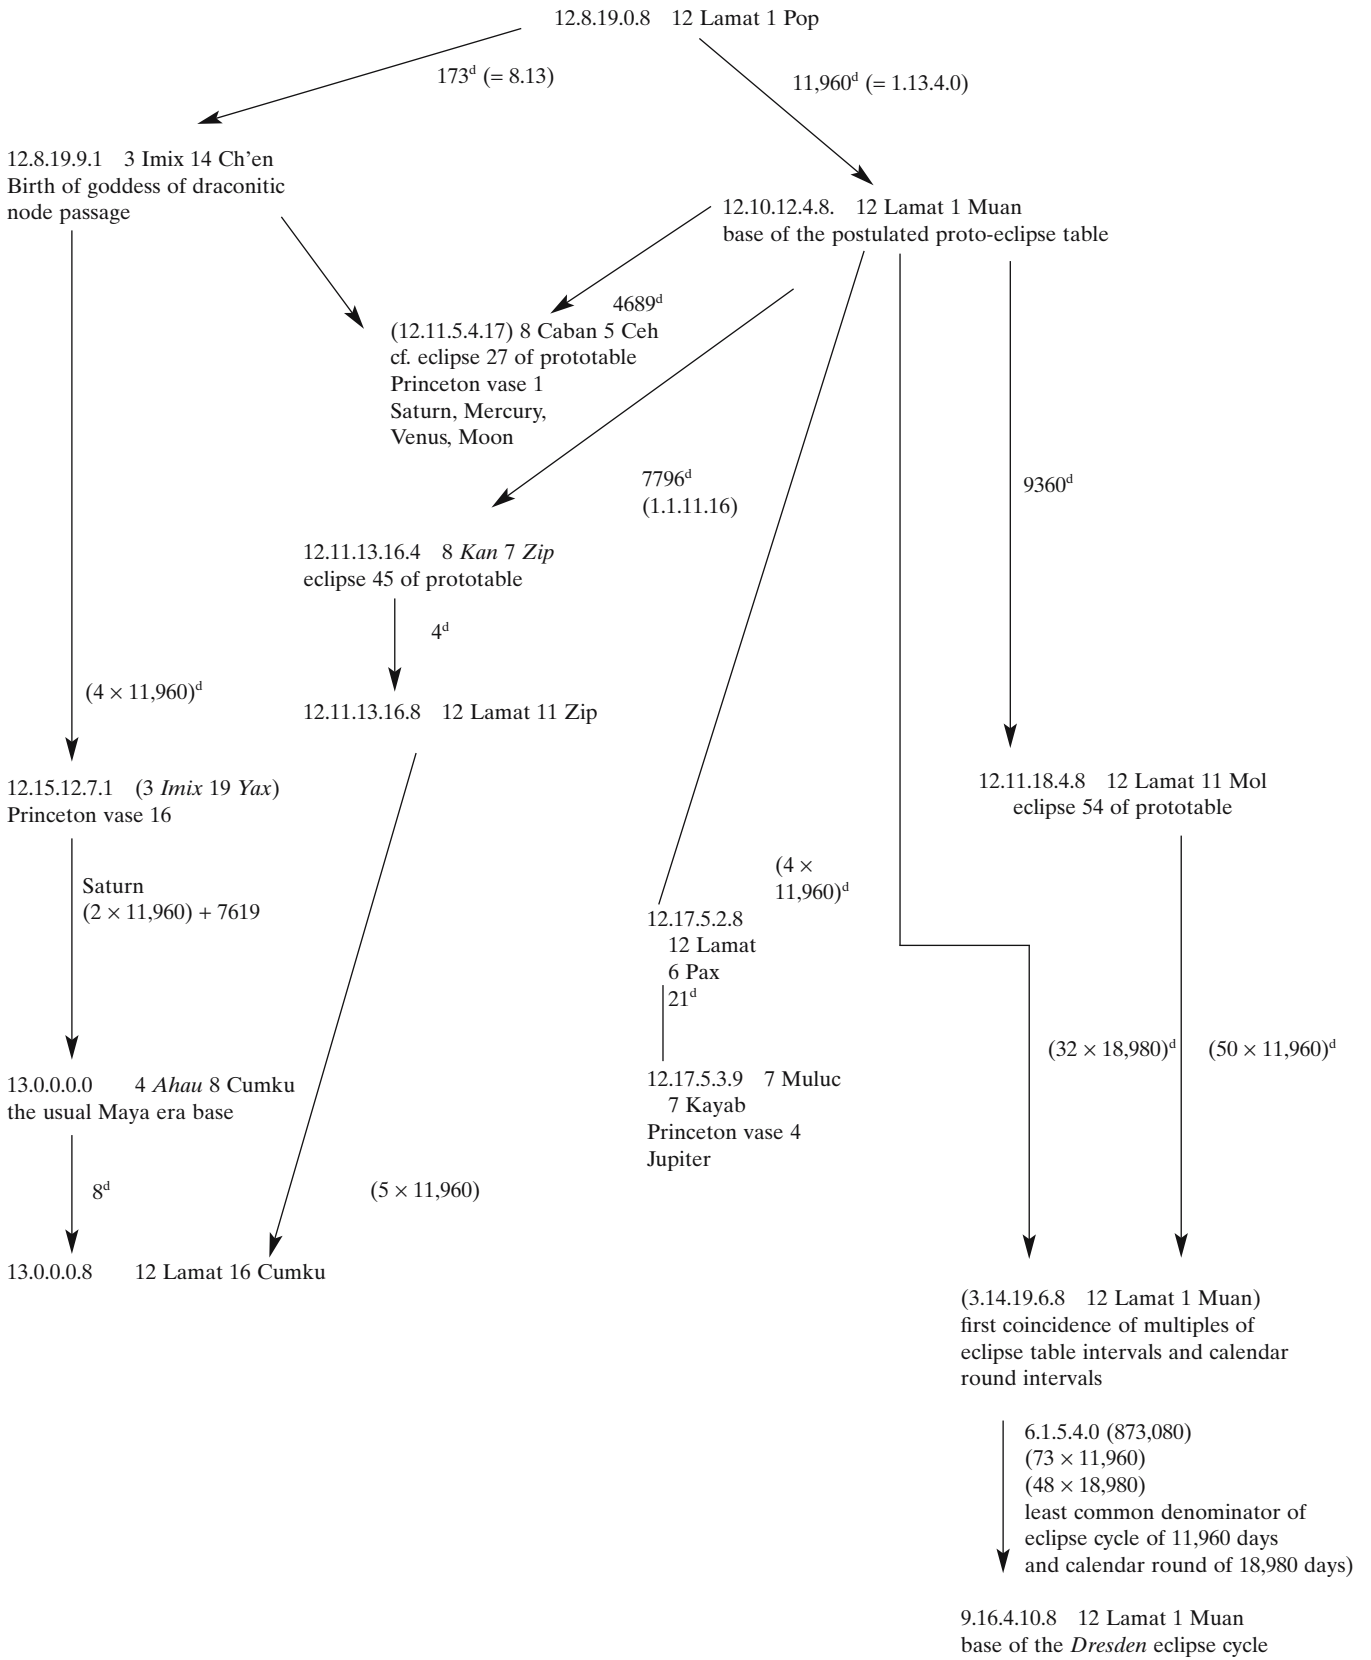 12.8.19.0.8 12 Lamat 1 Pop
173ᵈ (= 8.13)
11,960ᵈ (= 1.13.4.0)
12.8.19.9.1 3 Imix 14 Ch'en
Birth of goddess of draconitic
node passage
12.10.12.4.8. 12 Lamat 1 Muan
base of the postulated proto-eclipse table
4689ᵈ
(12.11.5.4.17) 8 Caban 5 Ceh
cf. eclipse 27 of prototable
Princeton vase 1
Saturn, Mercury,
Venus, Moon
7796ᵈ
(1.1.11.16)
9360ᵈ
12.11.13.16.4 8 Kan 7 Zip
eclipse 45 of prototable
4ᵈ
(4 × 11,960)ᵈ
12.11.13.16.8 12 Lamat 11 Zip
12.15.12.7.1 (3 Imix 19 Yax)
Princeton vase 16
12.11.18.4.8 12 Lamat 11 Mol
eclipse 54 of prototable
Saturn
(2 × 11,960) + 7619
(4 ×
11,960)ᵈ
12.17.5.2.8
12 Lamat
6 Pax
21ᵈ
(32 × 18,980)ᵈ
(50 × 11,960)ᵈ
13.0.0.0.0 4 Ahau 8 Cumku
the usual Maya era base
12.17.5.3.9 7 Muluc
7 Kayab
Princeton vase 4
Jupiter
8ᵈ
(5 × 11,960)
13.0.0.0.8 12 Lamat 16 Cumku
(3.14.19.6.8 12 Lamat 1 Muan)
first coincidence of multiples of
eclipse table intervals and calendar
round intervals
6.1.5.4.0 (873,080)
(73 × 11,960)
(48 × 18,980)
least common denominator of
eclipse cycle of 11,960 days
and calendar round of 18,980 days)
9.16.4.10.8 12 Lamat 1 Muan
base of the Dresden eclipse cycle